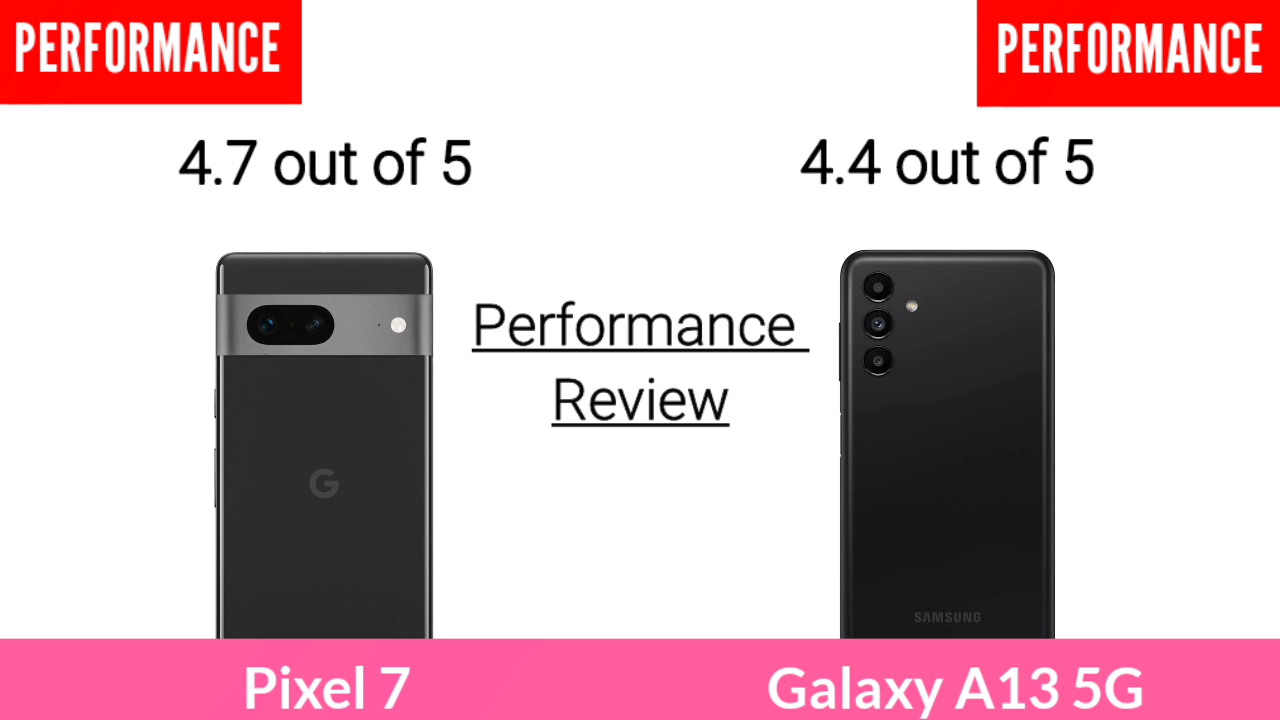 PERFORMANCE
PERFORMANCE
4.7 out of 5
4.4 out of 5
Performance
Review
G
SAMSUNG
Pixel 7
Galaxy A13 5G